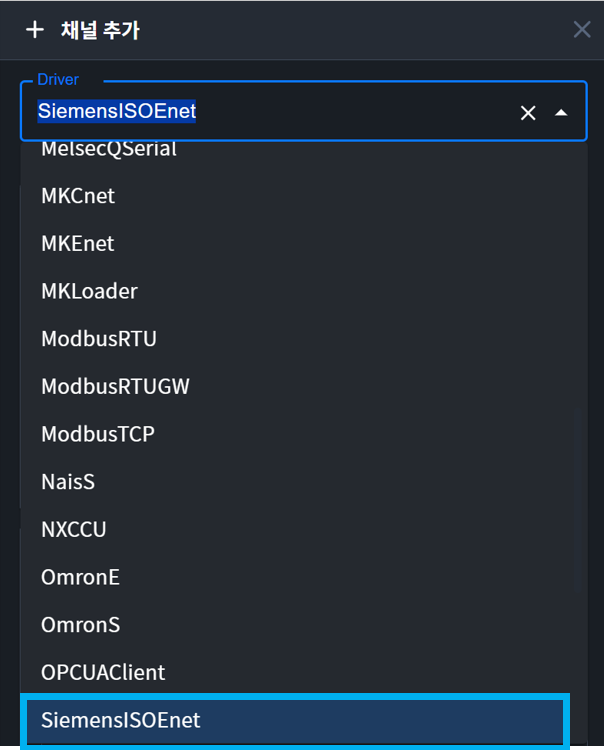 채널 추가
Driver
SiemensISOEnet
MelsecQSerial
MKCnet
MKEnet
MKLoader
ModbusRTU
ModbusRTUGW
ModbusTCP
NaisS
NXCCU
OmronE
OmronS
OPCUAClient
SiemensISOEnet